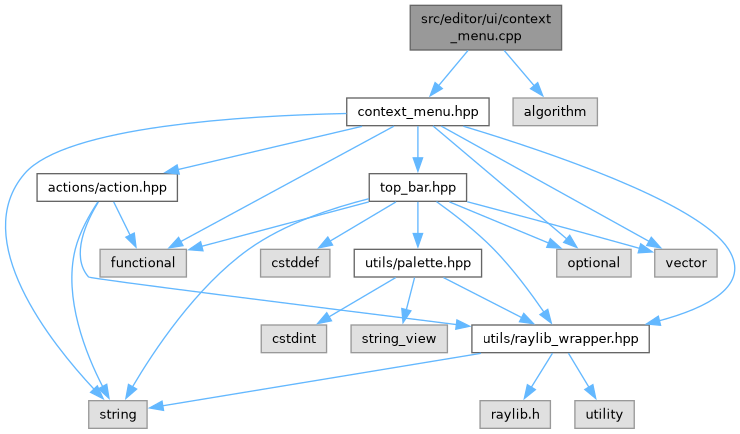 src/editor/ui/context
_menu.cpp
context_menu.hpp
algorithm
actions/action.hpp
top_bar.hpp
functional
cstddef
utils/palette.hpp
optional
vector
cstdint
string_view
utils/raylib_wrapper.hpp
string
raylib.h
utility